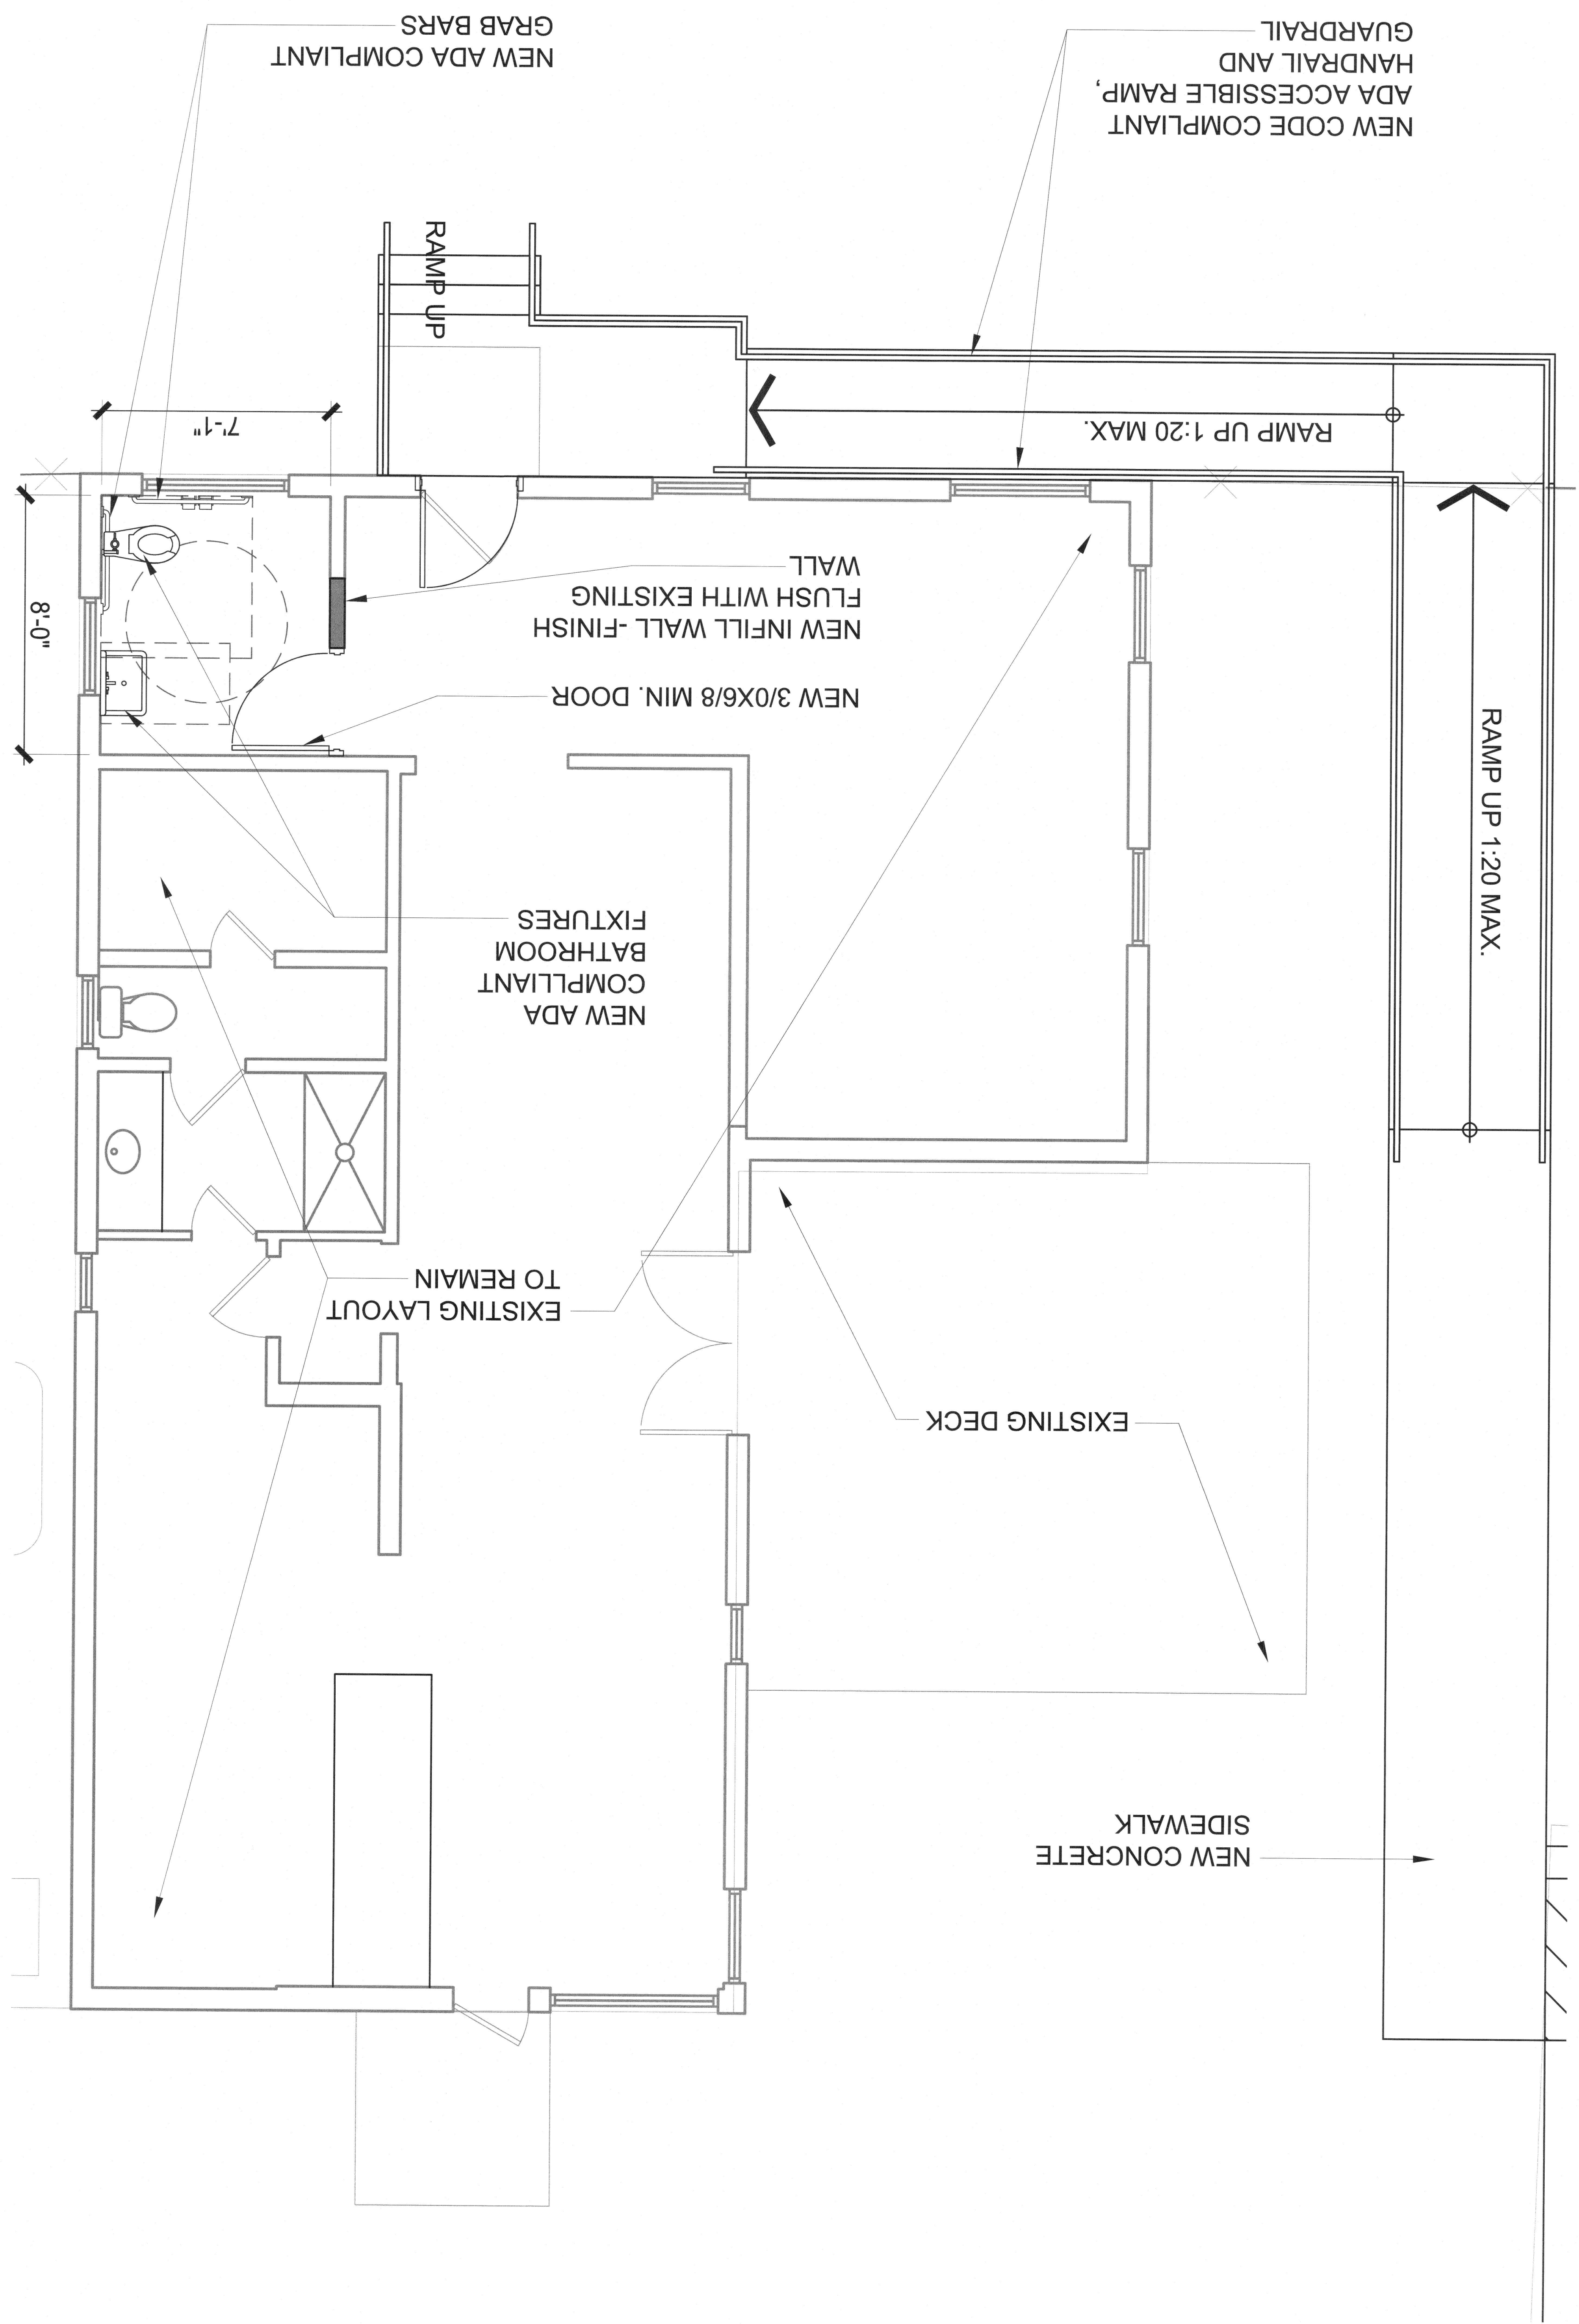 NEW CONCRETE
SIDEWALK
EXISTING DECK
EXISTING LAYOUT
TO REMAIN
NEW ADA
COMPLLIANT
BATHROOM
FIXTURES
RAMP UP 1:20 MAX.
NEW 3/0X6/8 MIN. DOOR
NEW INFILL WALL -FINISH
FLUSH WITH EXISTING
WALL
8'-0"
7'-1"
RAMP UP 1:20 MAX.
RAMP UP
NEW CODE COMPLIANT
ADA ACCESSIBLE RAMP,
HANDRAIL AND
GUARDRAIL
NEW ADA COMPLIANT
GRAB BARS